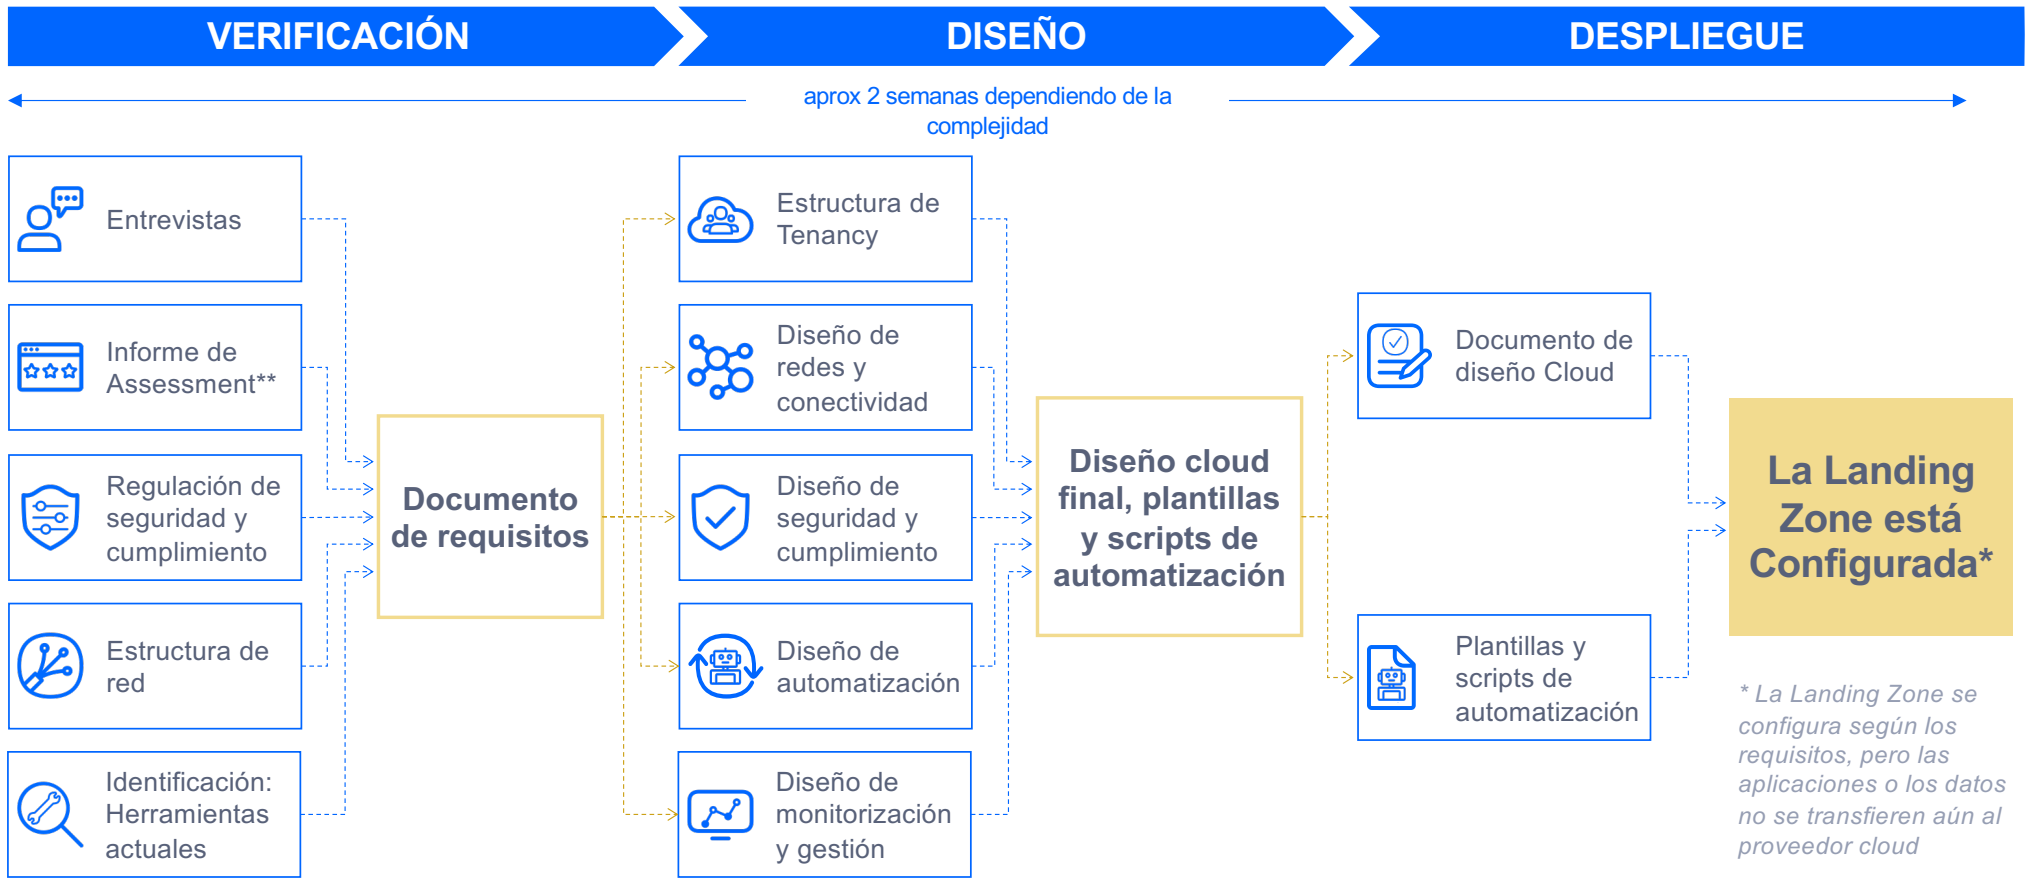 VERIFICACIÓN
DISEÑO
DESPLIEGUE
aprox 2 semanas dependiendo de la
complejidad
Entrevistas
Informe de
Assessment**
Regulación de
seguridad y
cumplimiento
Estructura de
red
Identificación:
Herramientas
actuales
Documento
de requisitos
Estructura de
Tenancy
Diseño de
redes y
conectividad
Diseño de
seguridad y
cumplimiento
Diseño de
automatización
Diseño de
monitorización
y gestión
Diseño cloud
final, plantillas
y scripts de
automatización
Documento de
diseño Cloud
Plantillas y
scripts de
automatización
La Landing
Zone está
Configurada*
* La Landing Zone se
configura según los
requisitos, pero las
aplicaciones o los datos
no se transfieren aún al
proveedor cloud